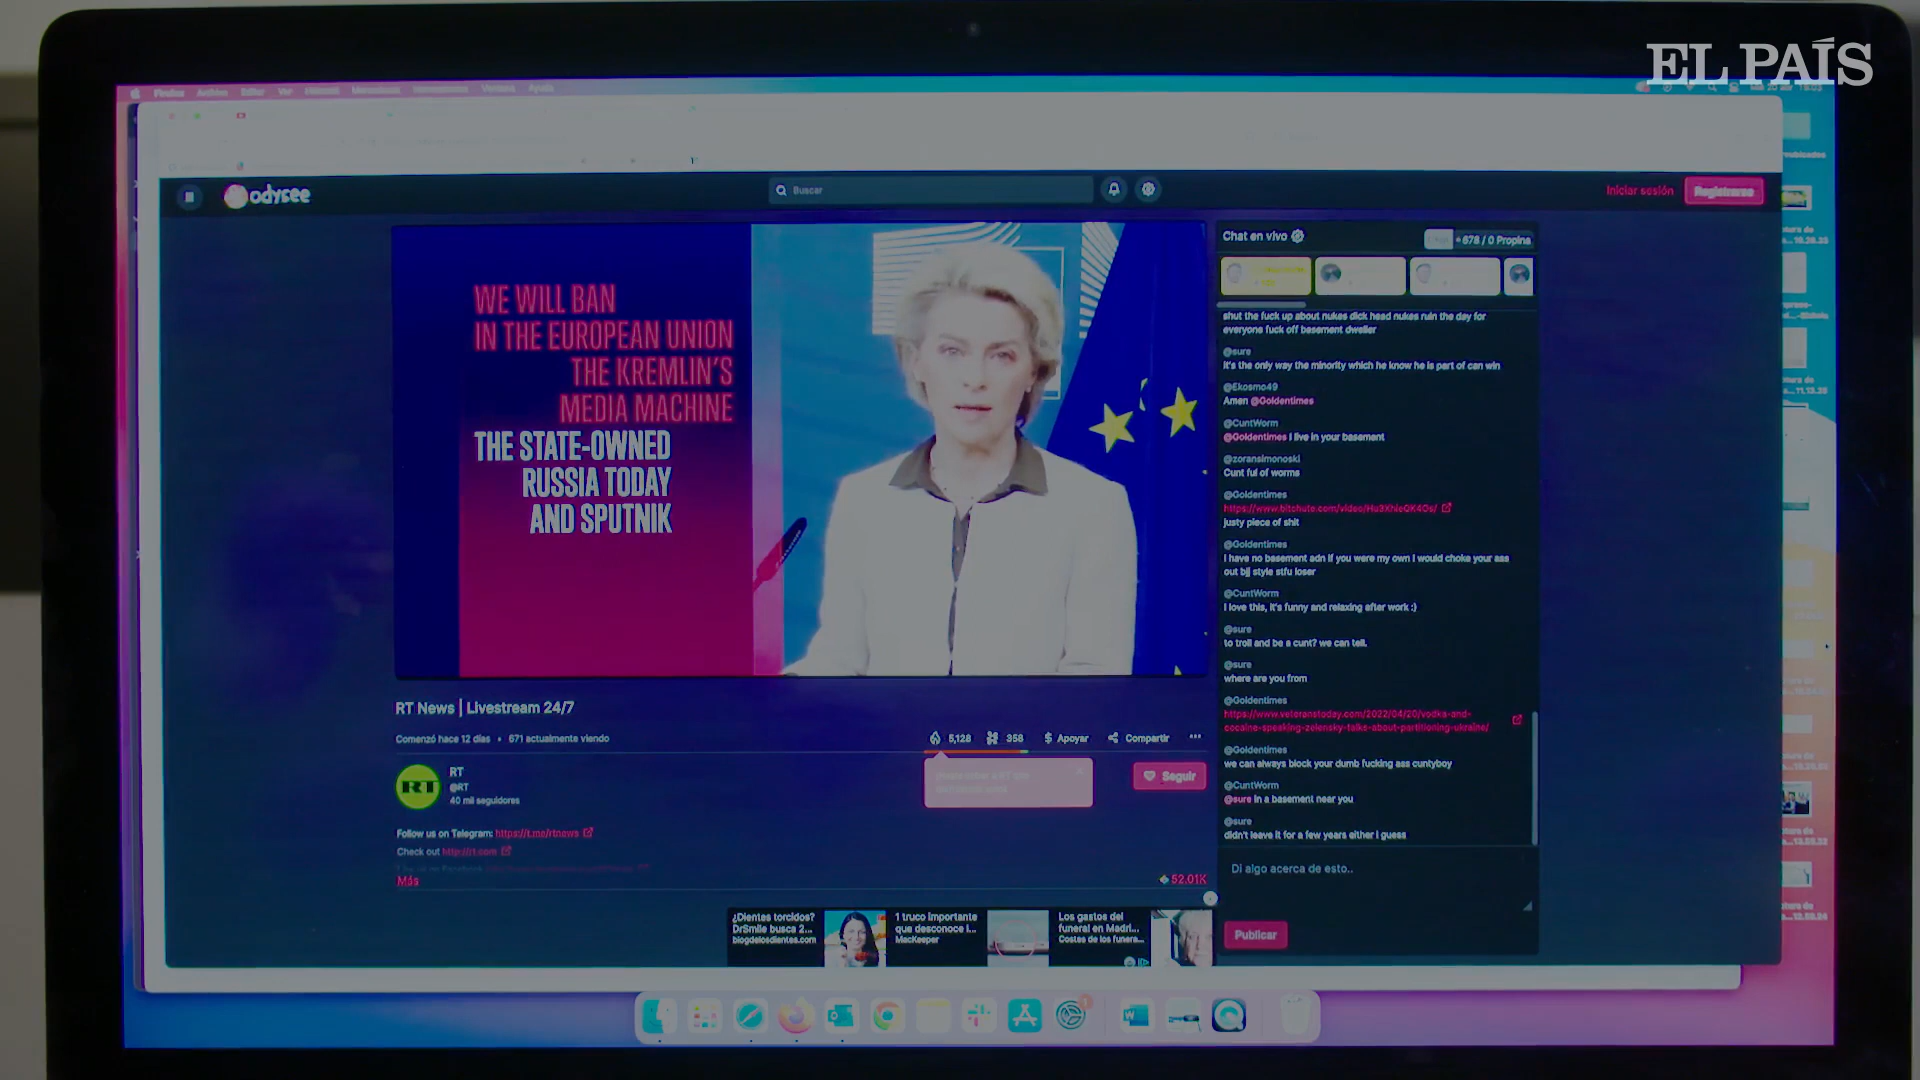 EL PAÍS
Finder Archivo Editar Ver Ventana Ayuda
odysee
Buscar
Iniciar sesión
Registrarse
WE WILL BAN
IN THE EUROPEAN UNION
THE KREMLIN'S
MEDIA MACHINE
THE STATE-OWNED
RUSSIA TODAY
AND SPUTNIK
RT News | Livestream 24/7
Comenzó hace 12 días • 671 actualmente viendo
5,128 358 Apoyar Compartir
RT
@RT
40 mil seguidores
Seguir
Follow us on Telegram: https://t.me/rtnews
Check out http://rt.com
Más
52.01K
¿Dientes torcidos?
DrSmile busca 2...
blogdelosdientes.com
1 truco importante
que desconoce l...
MacKeeper
Los gastos del
funeral en Madri...
Costes de los funera...
Chat en vivo
678 / 0 Propina
shut the fuck up about nukes dick head nukes ruin the day for
everyone fuck off basement dweller
@sure
it's the only way the minority which he know he is part of can win
@Ekosmo49
Amen @Goldentimes
@CuntWorm
@Goldentimes I live in your basement
@zoransimonoski
Cunt ful of worms
@Goldentimes
justy piece of shit
@Goldentimes
I have no basement adn if you were my own I would choke your ass
out bjj style stfu loser
@CuntWorm
I love this, it's funny and relaxing after work :)
@sure
to troll and be a cunt? we can tell.
@sure
where are you from
@Goldentimes
https://www.veteranstoday.com/2022/04/20/vodka-and-
cocaine-speaking-zelensky-talks-about-partitioning-ukraine/
@Goldentimes
we can always block your dumb fucking ass cuntyboy
@CuntWorm
@sure in a basement near you
@sure
didn't leave it for a few years either I guess
Di algo acerca de esto..
Publicar